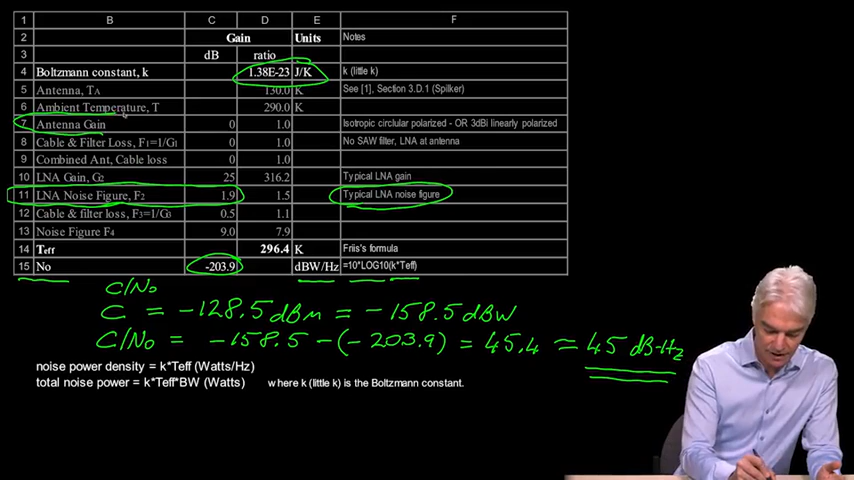 1 B C D E F
2 Gain Units Notes
3 dB ratio
4 Boltzmann constant, k 1.38E-23 J/K k (little k)
5 Antenna, TA 130.0 K See [1], Section 3.D.1 (Spilker)
6 Ambient Temperature, T 290.0 K
7 Antenna Gain 0 1.0 Isotropic circlular polarized - OR 3dBi linearly polarized
8 Cable & Filter Loss, F1=1/G1 0 1.0 No SAW filter, LNA at antenna
9 Combined Ant, Cable loss 0 1.0
10 LNA Gain, G2 25 316.2 Typical LNA gain
11 LNA Noise Figure, F2 1.9 1.5 Typical LNA noise figure
12 Cable & filter loss, F3=1/G3 0.5 1.1
13 Noise Figure F4 9.0 7.9
14 Teff 296.4 K Friis's formula
15 No -203.9 dBW/Hz =10*LOG10(k*Teff)
C/No
C = -128.5 dBm = -158.5 dBW
C/No = -158.5 -(-203.9) = 45.4 = 45 dB-Hz
noise power density = k*Teff (Watts/Hz)
total noise power = k*Teff*BW (Watts) where k (little k) is the Boltzmann constant.